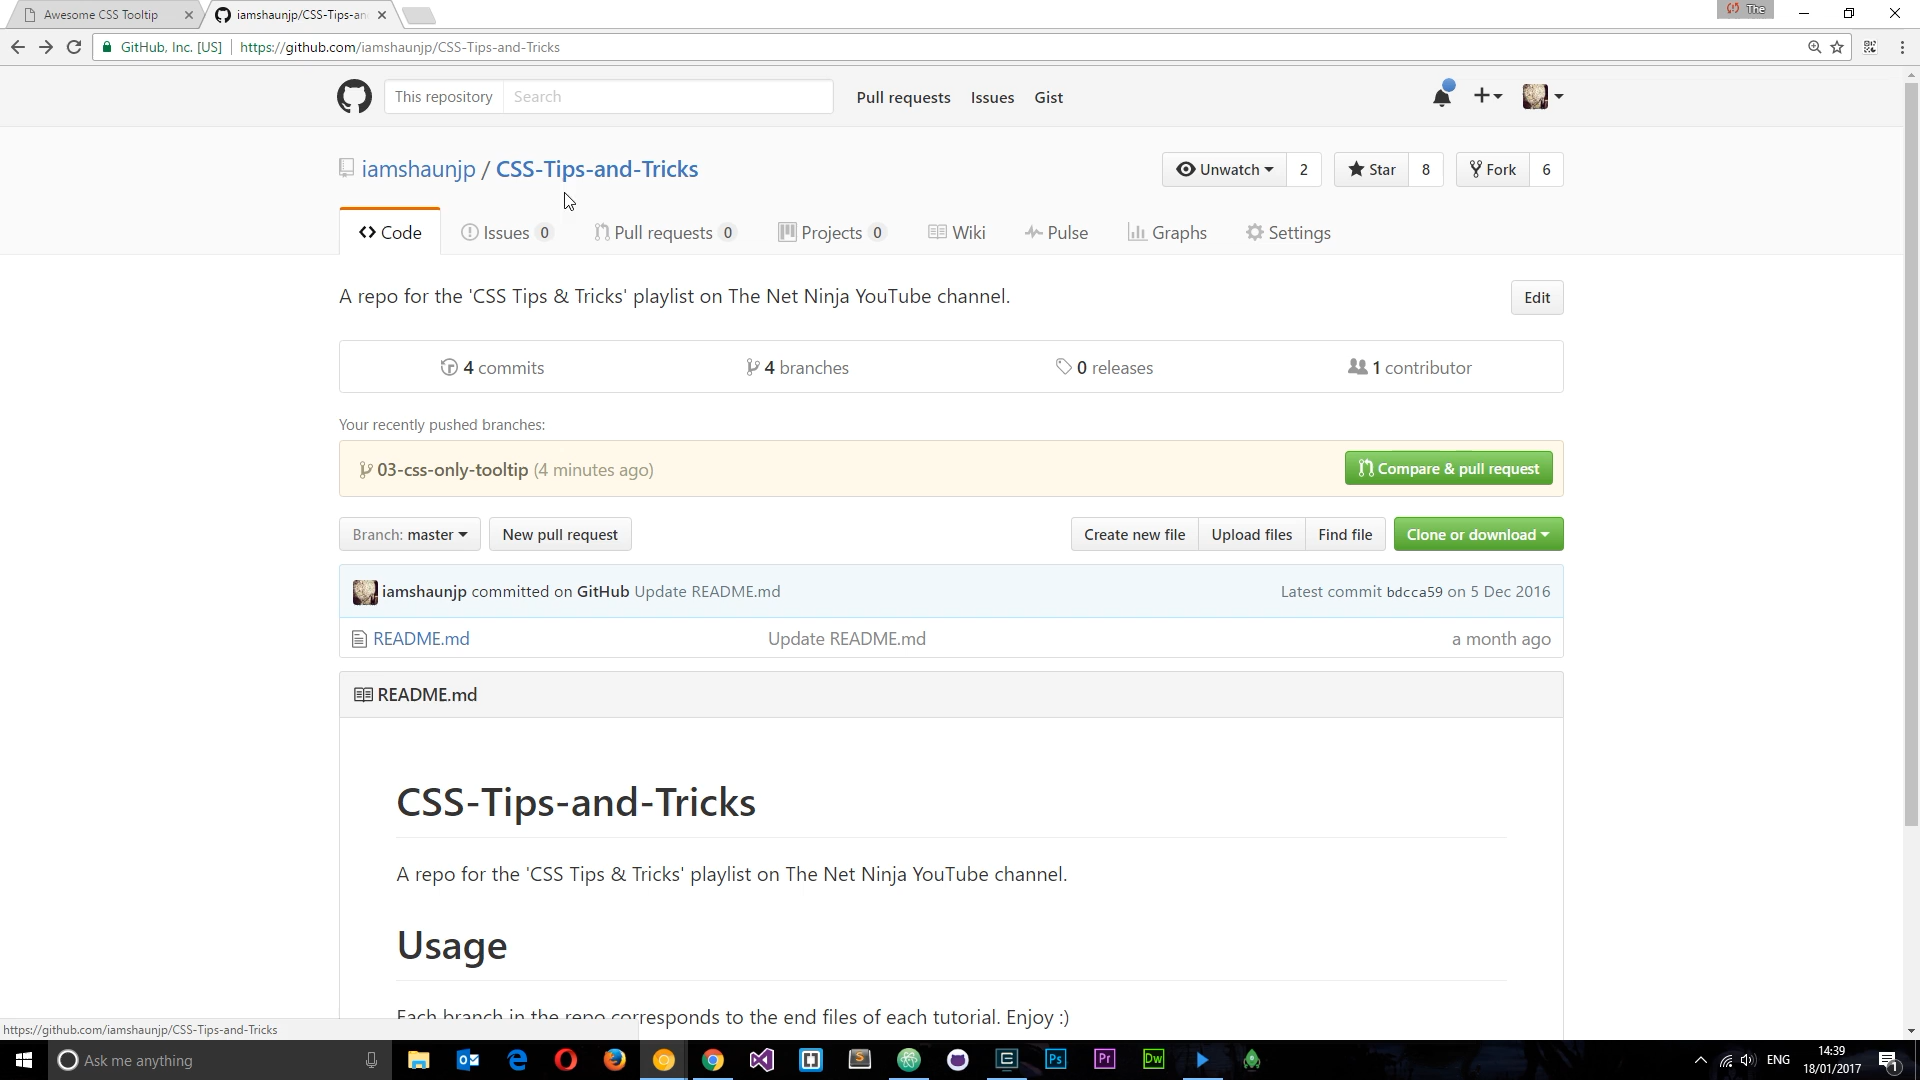 Awesome CSS Tooltip
iamshaunjp/CSS-Tips-an
The
GitHub, Inc. [US] https://github.com/iamshaunjp/CSS-Tips-and-Tricks
This repository Search Pull requests Issues Gist
iamshaunjp / CSS-Tips-and-Tricks
Unwatch 2 Star 8 Fork 6
Code Issues 0 Pull requests 0 Projects 0 Wiki Pulse Graphs Settings
A repo for the 'CSS Tips & Tricks' playlist on The Net Ninja YouTube channel. Edit
4 commits 4 branches 0 releases 1 contributor
Your recently pushed branches:
03-css-only-tooltip (4 minutes ago) Compare & pull request
Branch: master New pull request Create new file Upload files Find file Clone or download
iamshaunjp committed on GitHub Update README.md Latest commit bdcca59 on 5 Dec 2016
README.md Update README.md a month ago
README.md
CSS-Tips-and-Tricks
A repo for the 'CSS Tips & Tricks' playlist on The Net Ninja YouTube channel.
Usage
Each branch in the repo corresponds to the end files of each tutorial. Enjoy :)
https://github.com/iamshaunjp/CSS-Tips-and-Tricks
Ask me anything
Ps Pr Dw
ENG 14:39
18/01/2017
1